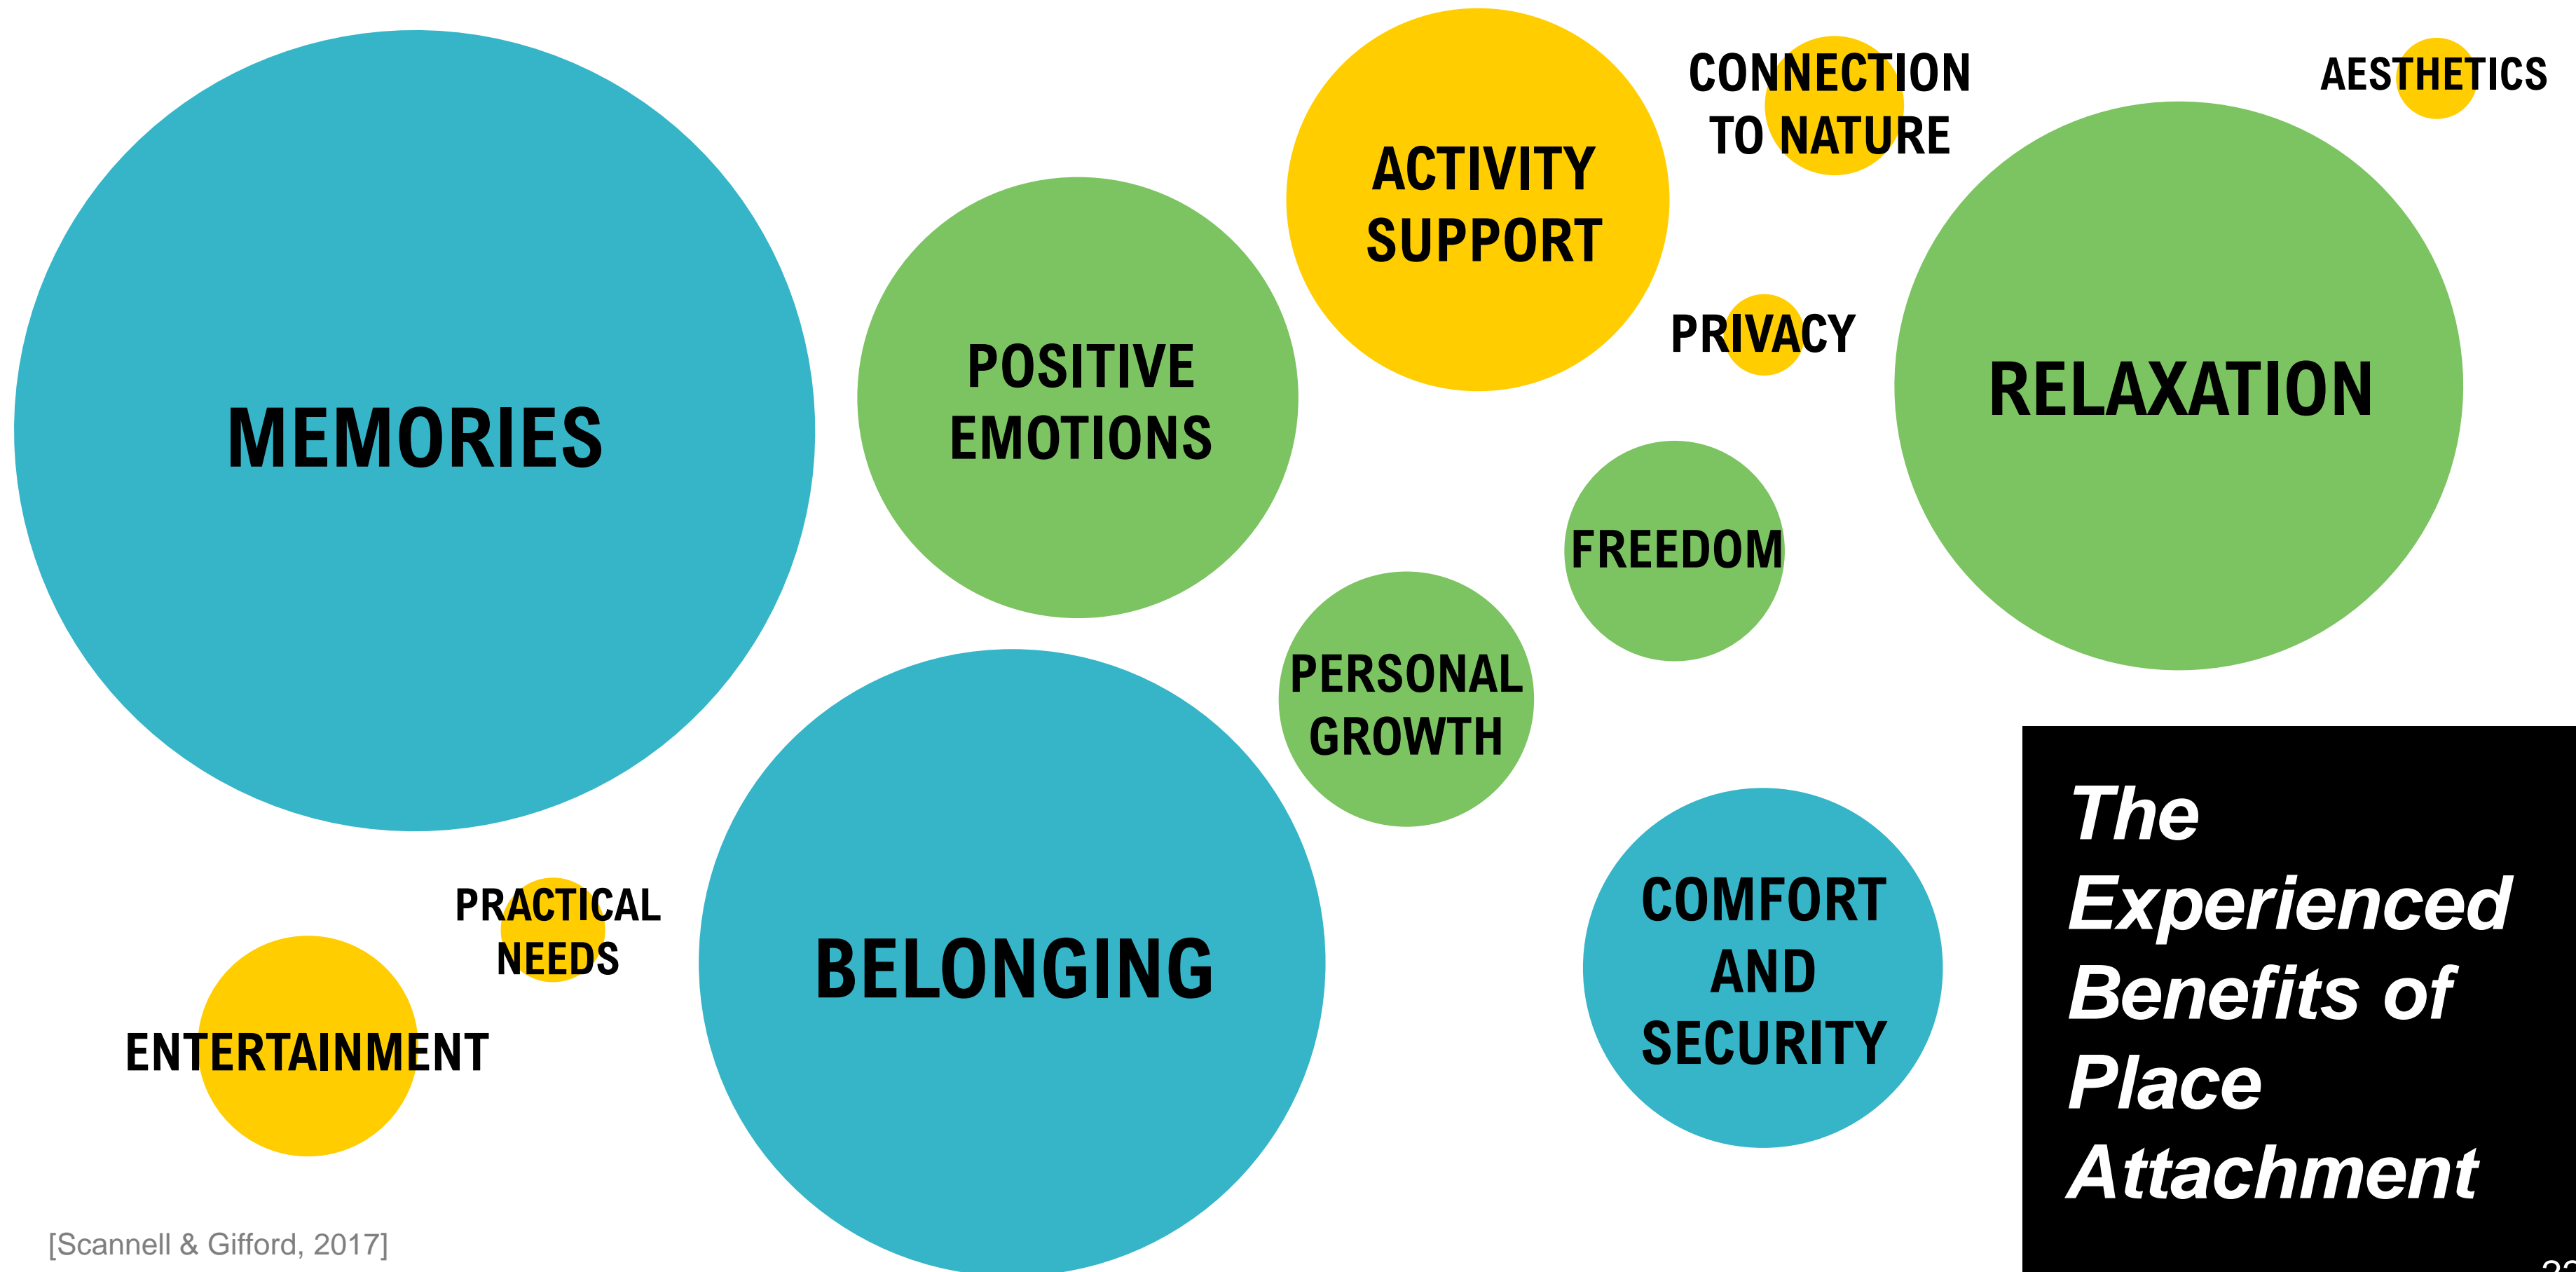 MEMORIES
POSITIVE
EMOTIONS
ACTIVITY
SUPPORT
CONNECTION
TO NATURE
AESTHETICS
PRIVACY
RELAXATION
FREEDOM
PERSONAL
GROWTH
PRACTICAL
NEEDS
ENTERTAINMENT
BELONGING
COMFORT
AND
SECURITY
The
Experienced
Benefits of
Place
Attachment
[Scannell & Gifford, 2017]